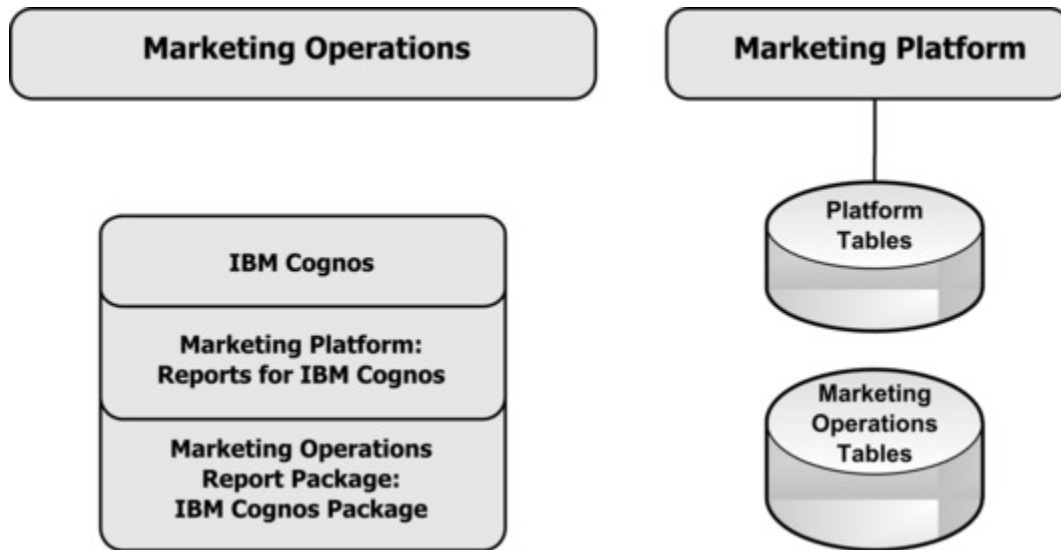 Marketing Operations
Marketing Platform
Platform
Tables
IBM Cognos
Marketing Platform:
Reports for IBM Cognos
Marketing
Operations
Tables
Marketing Operations
Report Package:
IBM Cognos Package